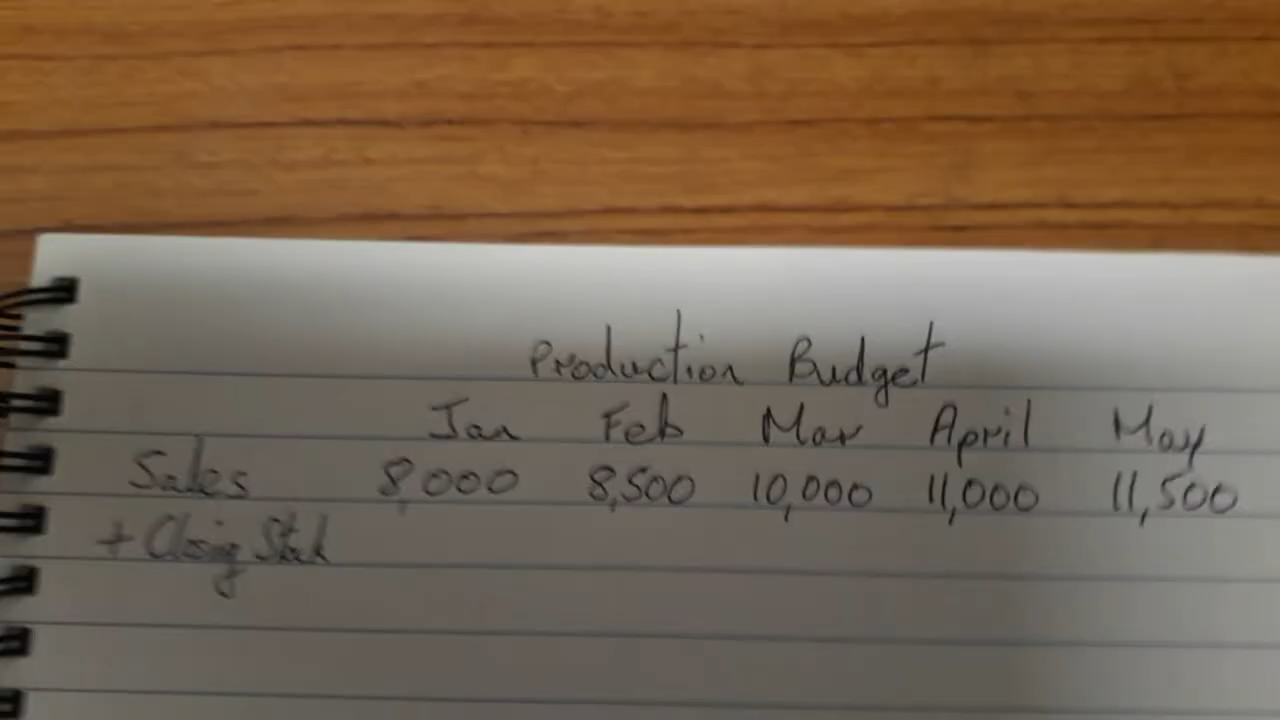 Production Budget
Jan Feb Mar April May
Sales 8,000 8,500 10,000 11,000 11,500
+ Closing Stock